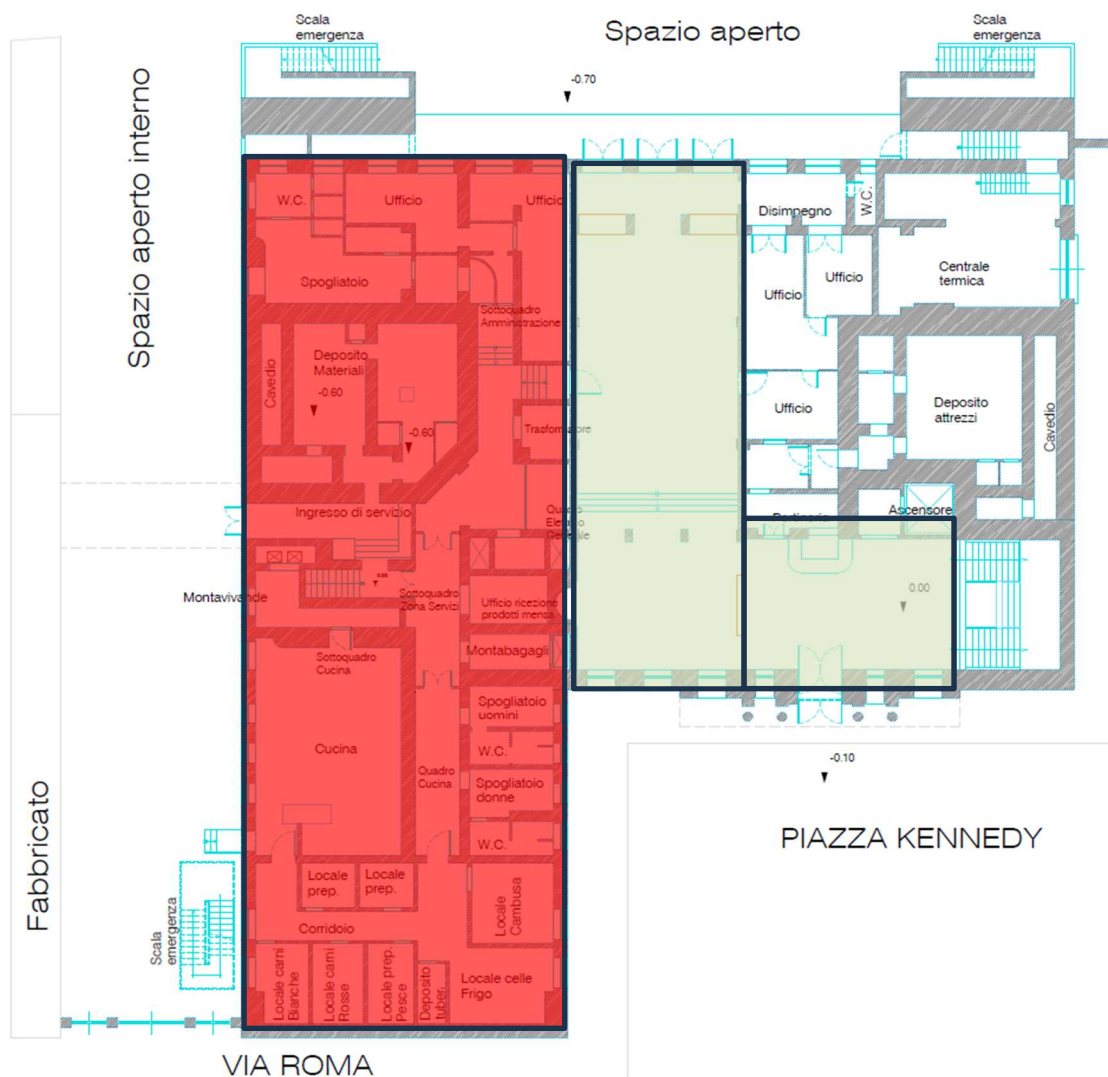 Scala
emergenza
Spazio aperto
Scala
emergenza
-0.70
Spazio aperto interno
W.C.
Ufficio
Ufficio
Disimpegno
W.C.
Spogliatoio
Ufficio
Ufficio
Centrale
termica
Sottoquadro
Amministrazione
Cavedio
Deposito
Materiali
-0.60
-0.60
Trasformatore
Ufficio
Deposito
attrezzi
Cavedio
Ingresso di servizio
Quadro
Elettrico
Generale
Portineria
Ascensore
Montavivande
0.00
Sottoquadro
Zona Servizi
Ufficio ricezione
prodotti mensa
0.00
Sottoquadro
Cucina
Montabagagli
Spogliatoio
uomini
Cucina
W.C.
Quadro
Cucina
Spogliatoio
donne
W.C.
-0.10
PIAZZA KENNEDY
Fabbricato
Scala
emergenza
Locale
prep.
Locale
prep.
Locale
Cambusa
Corridoio
Locale carni
Bianche
Locale carni
Rosse
Locale prep.
Pesce
Deposito
tuber.
Locale celle
Frigo
VIA ROMA